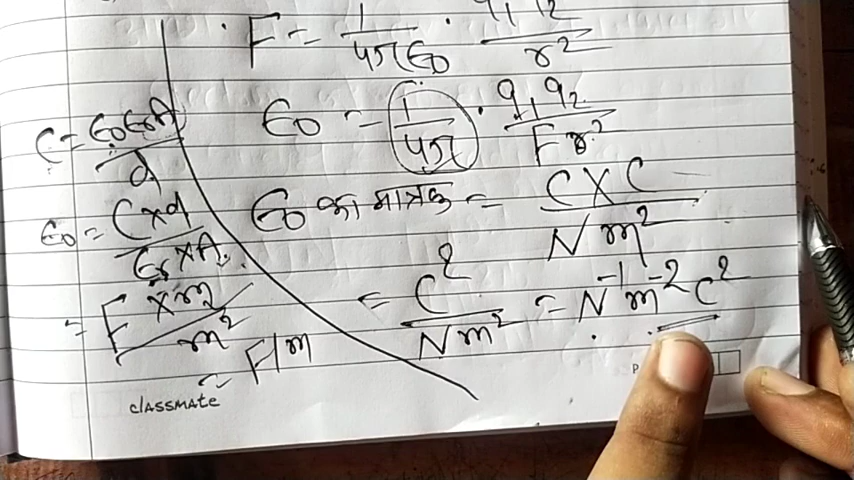 F = 1/4πε0 · q1q2/r²
ε0 = 1/4π · q1q2/Fr²
ε0 का मात्रक = C×C/Nm²
= C²/Nm² = N⁻¹m⁻²C²
C = ε0εrA/d
ε0 = C×d/εr×A
= F×m/m²
= F/m
classmate